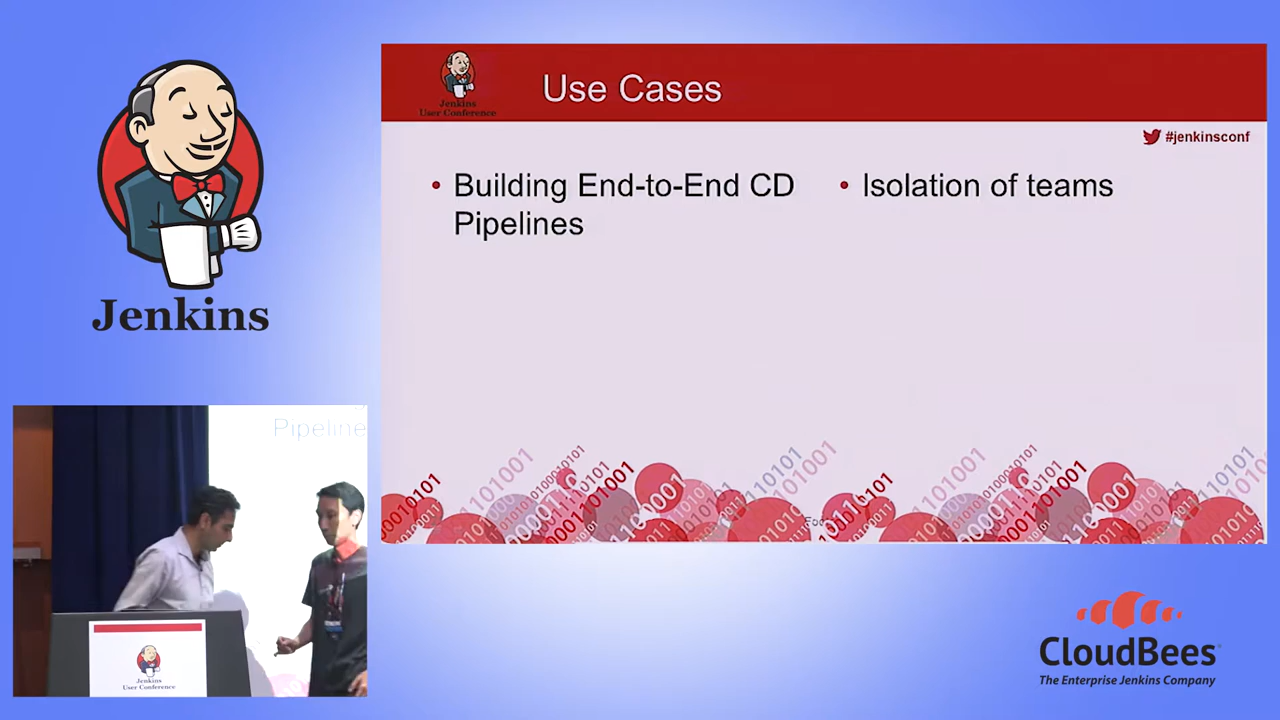 Jenkins
User Conference
Use Cases
#jenkinsconf
• Building End-to-End CD
Pipelines
• Isolation of teams
Jenkins
Pipeline
Jenkins
User Conference
CloudBees
The Enterprise Jenkins Company